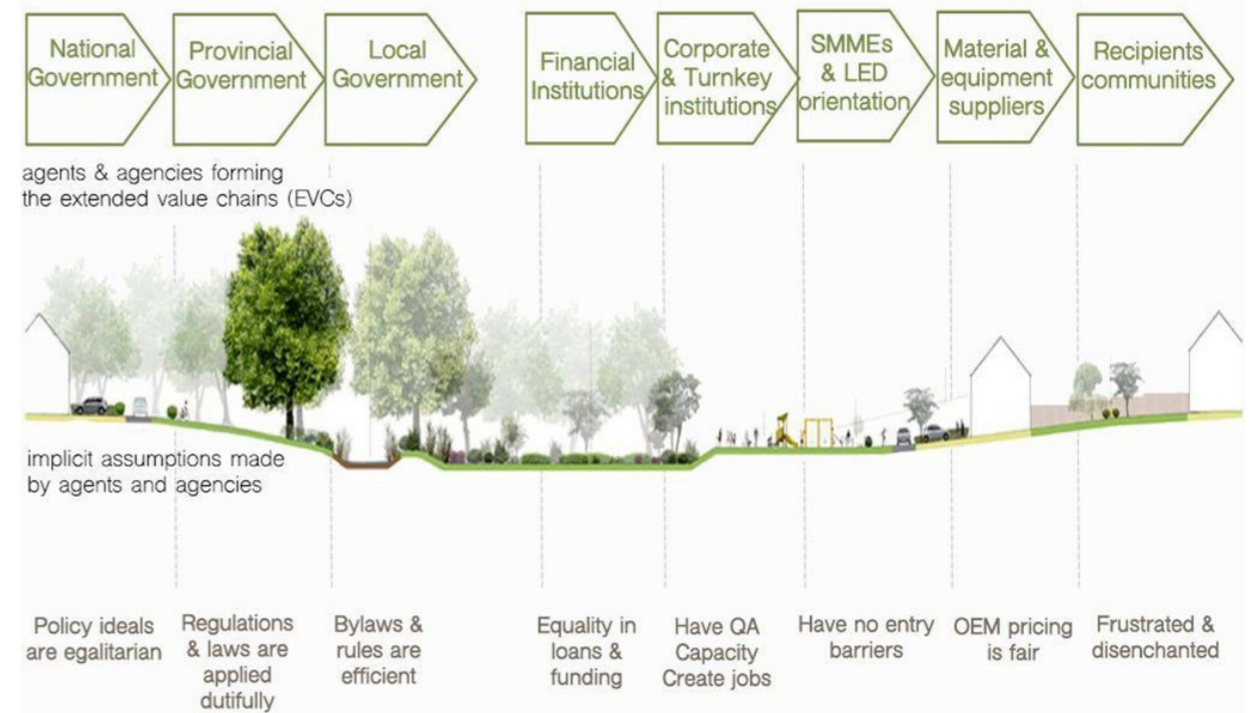 National
Government
Provincial
Government
Local
Government
Financial
Institutions
Corporate
& Turnkey
institutions
SMMEs
& LED
orientation
Material &
equipment
suppliers
Recipients
communities
agents & agencies forming
the extended value chains (EVCs)
implicit assumptions made
by agents and agencies
Policy ideals
are egalitarian
Regulations
& laws are
applied
dutifully
Bylaws &
rules are
efficient
Equality in
loans &
funding
Have QA
Capacity
Create jobs
Have no entry
barriers
OEM pricing
is fair
Frustrated &
disenchanted